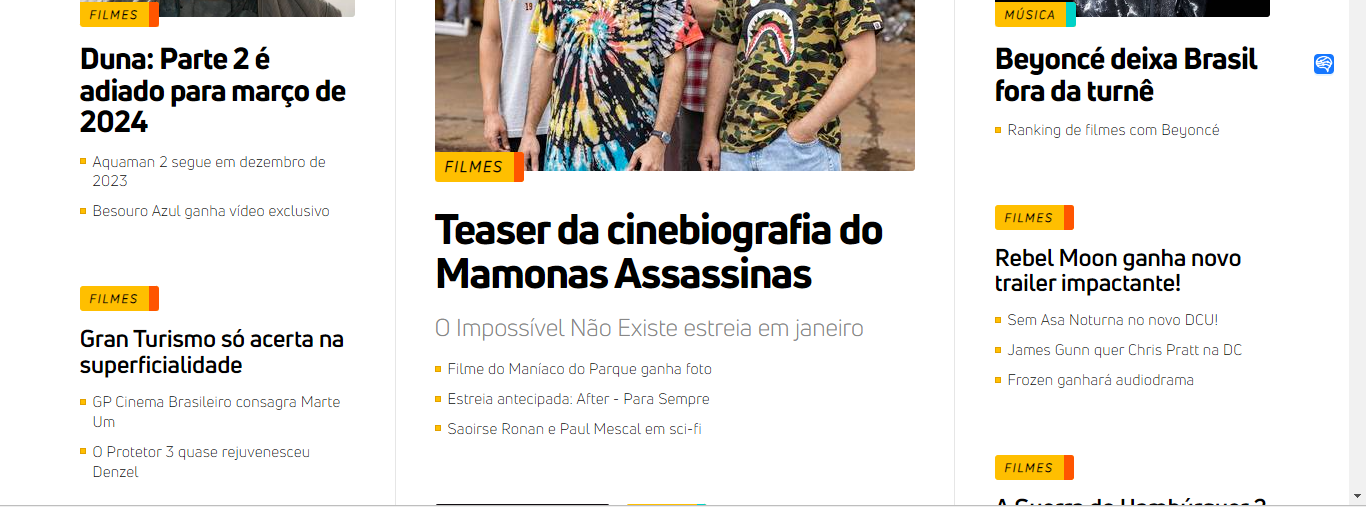 FILMES
Duna: Parte 2 é
adiado para março de
2024
Aquaman 2 segue em dezembro de
2023
Besouro Azul ganha vídeo exclusivo
FILMES
Gran Turismo só acerta na
superficialidade
GP Cinema Brasileiro consagra Marte
Um
O Protetor 3 quase rejuvenesceu
Denzel
19
FILMES
Teaser da cinebiografia do
Mamonas Assassinas
O Impossível Não Existe estreia em janeiro
Filme do Maníaco do Parque ganha foto
Estreia antecipada: After - Para Sempre
Saoirse Ronan e Paul Mescal em sci-fi
MÚSICA
Beyoncé deixa Brasil
fora da turnê
Ranking de filmes com Beyoncé
FILMES
Rebel Moon ganha novo
trailer impactante!
Sem Asa Noturna no novo DCU!
James Gunn quer Chris Pratt na DC
Frozen ganhará audiodrama
FILMES
A Guerra do Hambúrguer 2